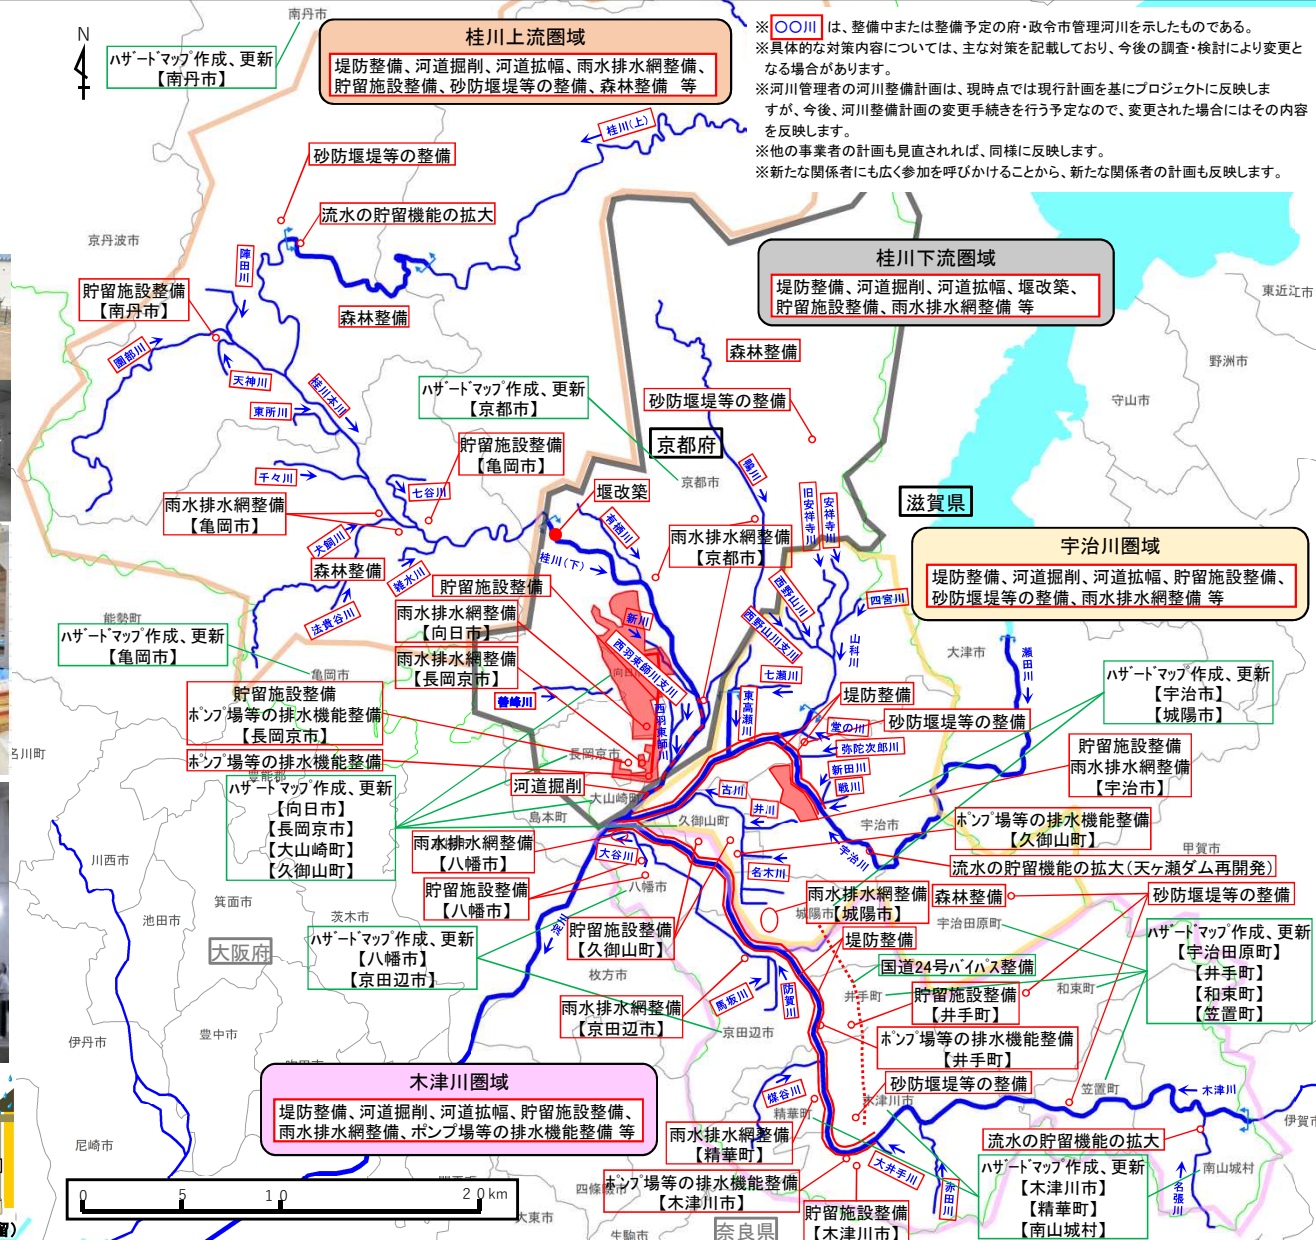 N
南丹市
ﾊｻﾞｰﾄﾞﾏｯﾌﾟ作成、更新
【南丹市】
桂川上流圏域
堤防整備、河道掘削、河道拡幅、雨水排水網整備、
貯留施設整備、砂防堰堤等の整備、森林整備 等
※○○川は、整備中または整備予定の府・政令市管理河川を示したものである。
※具体的な対策内容については、主な対策を記載しており、今後の調査・検討により変更と
なる場合があります。
※河川管理者の河川整備計画は、現時点では現行計画を基にプロジェクトに反映しま
すが、今後、河川整備計画の変更手続きを行う予定なので、変更された場合にはその内容
を反映します。
※他の事業者の計画も見直されれば、同様に反映します。
※新たな関係者にも広く参加を呼びかけることから、新たな関係者の計画も反映します。
桂川(上)
砂防堰堤等の整備
流水の貯留機能の拡大
京丹波市
陣田川
貯留施設整備
【南丹市】
森林整備
園部川
天神川
桂川本川
東所川
桂川下流圏域
堤防整備、河道掘削、河道拡幅、堰改築、
貯留施設整備、雨水排水網整備 等
東近江市
野洲市
守山市
森林整備
ﾊｻﾞｰﾄﾞﾏｯﾌﾟ作成、更新
【京都市】
砂防堰堤等の整備
京都府
京都市
鴨川
貯留施設整備
【亀岡市】
千々川
七谷川
雨水排水網整備
【亀岡市】
犬飼川
森林整備
雑水川
法貴谷川
堰改築
有栖川
桂川(下)
雨水排水網整備
【京都市】
旧安祥寺川
安祥寺川
滋賀県
宇治川圏域
堤防整備、河道掘削、河道拡幅、貯留施設整備、
砂防堰堤等の整備、雨水排水網整備 等
西野山川
四宮川
西野山川支川
山科川
大津市
瀬田川
能勢町
ﾊｻﾞｰﾄﾞﾏｯﾌﾟ作成、更新
【亀岡市】
亀岡市
貯留施設整備
雨水排水網整備
【向日市】
雨水排水網整備
【長岡京市】
新川
西羽束師川支川
西羽束師川
善峰川
七瀬川
東高瀬川
貯留施設整備
ﾎﾟﾝﾌﾟ場等の排水機能整備
【長岡京市】
ﾎﾟﾝﾌﾟ場等の排水機能整備
長岡京市
河道掘削
大山崎町
島本町
堤防整備
砂防堰堤等の整備
堂の川
弥陀次郎川
新田川
戦川
ﾊｻﾞｰﾄﾞﾏｯﾌﾟ作成、更新
【宇治市】
【城陽市】
貯留施設整備
雨水排水網整備
【宇治市】
ﾊｻﾞｰﾄﾞﾏｯﾌﾟ作成、更新
【向日市】
【長岡京市】
【大山崎町】
【久御山町】
古川
井川
久御山町
宇治市
宇治川
ﾎﾟﾝﾌﾟ場等の排水機能整備
【久御山町】
甲賀市
流水の貯留機能の拡大(天ヶ瀬ダム再開発)
名木川
雨水排水網整備
【八幡市】
大谷川
貯留施設整備
【八幡市】
八幡市
淀川
川西市
池田市
箕面市
茨木市
大阪府
豊中市
伊丹市
尼崎市
ﾊｻﾞｰﾄﾞﾏｯﾌﾟ作成、更新
【八幡市】
【京田辺市】
貯留施設整備
【久御山町】
枚方市
城陽市
雨水排水網整備
【城陽市】
森林整備
砂防堰堤等の整備
宇治田原町
堤防整備
国道24号ﾊﾞｲﾊﾟｽ整備
井手町
貯留施設整備
【井手町】
和束町
ﾊｻﾞｰﾄﾞﾏｯﾌﾟ作成、更新
【宇治田原町】
【井手町】
【和束町】
【笠置町】
雨水排水網整備
【京田辺市】
馬坂川
防賀川
京田辺市
ﾎﾟﾝﾌﾟ場等の排水機能整備
【井手町】
木津川圏域
堤防整備、河道掘削、河道拡幅、貯留施設整備、
雨水排水網整備、ポンプ場等の排水機能整備 等
煤谷川
精華町
砂防堰堤等の整備
木津川市
笠置町
木津川
伊賀市
雨水排水網整備
【精華町】
流水の貯留機能の拡大
大井手川
赤田川
名張川
南山城村
ﾎﾟﾝﾌﾟ場等の排水機能整備
【木津川市】
貯留施設整備
【木津川市】
ﾊｻﾞｰﾄﾞﾏｯﾌﾟ作成、更新
【木津川市】
【精華町】
【南山城村】
0 5 10 20km
大東市
生駒市
奈良県